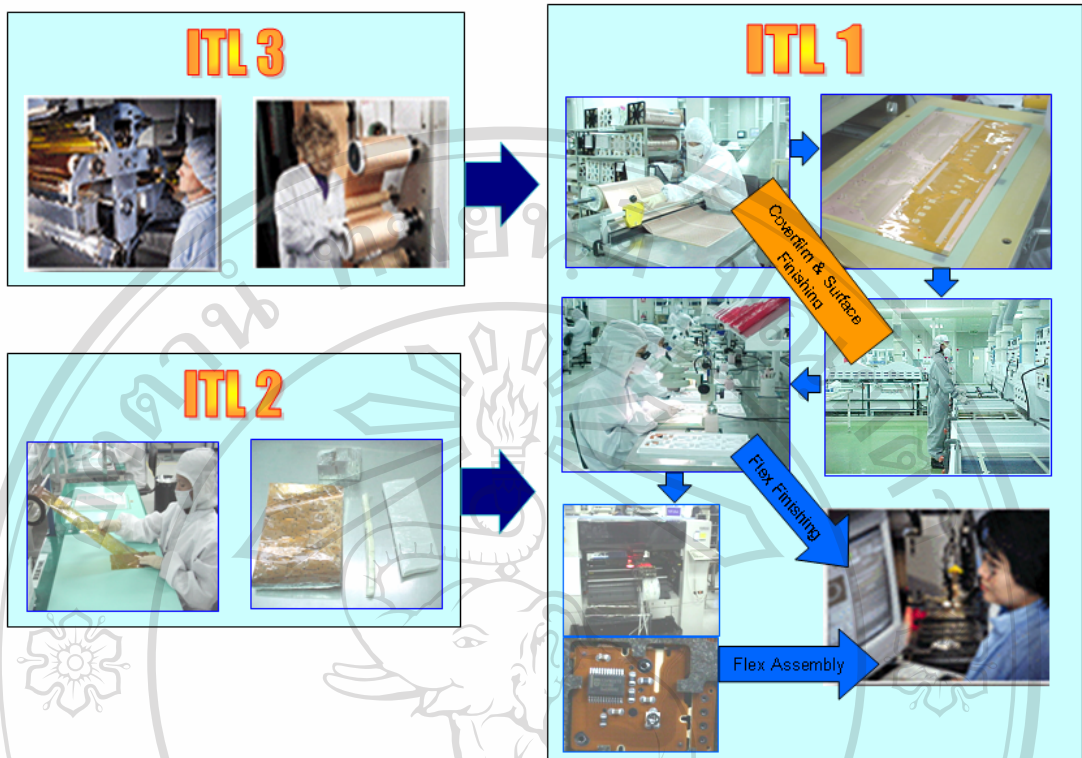 ITL 3
ITL 1
Coverfilm & Surface
Finishing
ITL 2
Flex Finishing
Flex Assembly